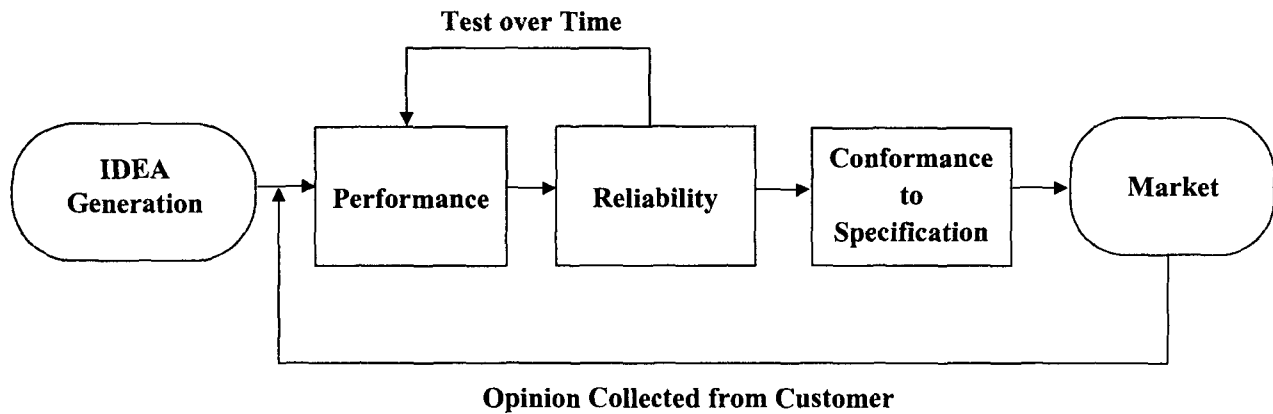 Test over Time
IDEA
Generation
Performance
Reliability
Conformance
to
Specification
Market
Opinion Collected from Customer